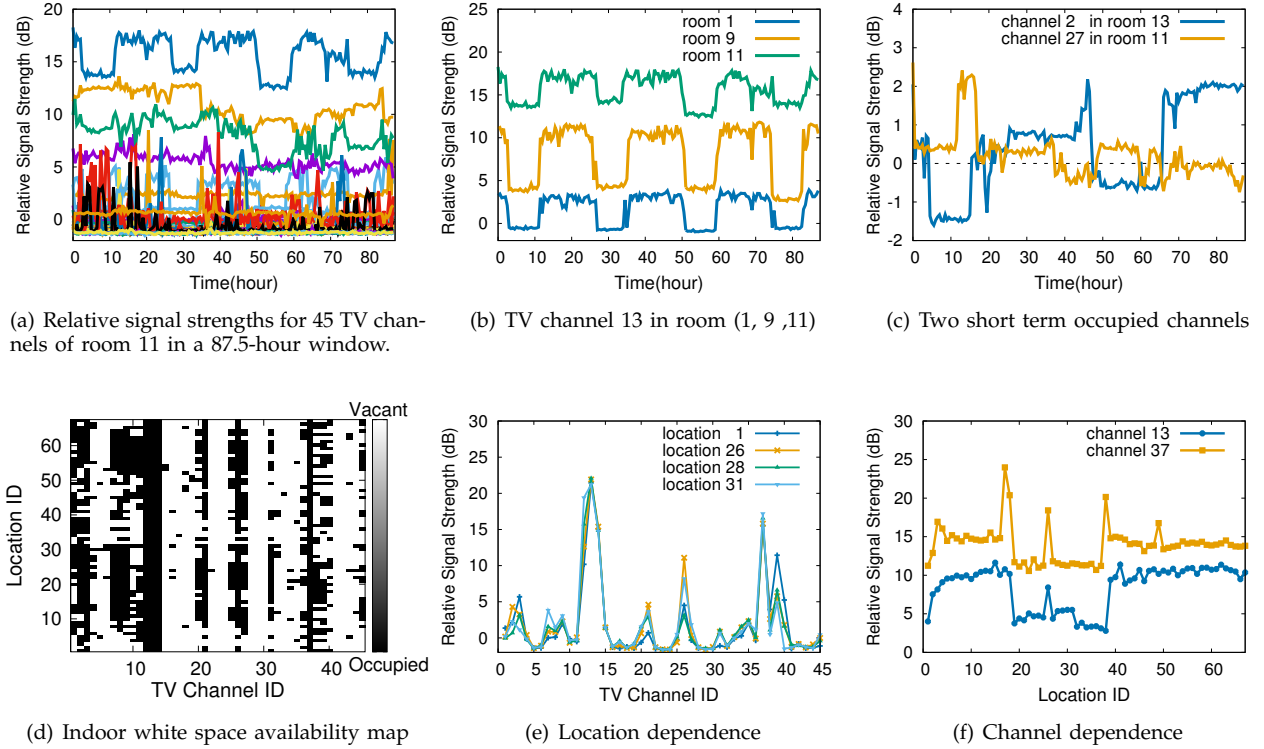 Relative Signal Strength (dB)
20
15
10
5
0
0 10 20 30 40 50 60 70 80
Time(hour)
(a) Relative signal strengths for 45 TV chan-
nels of room 11 in a 87.5-hour window.
Relative Signal Strength (dB)
25
20
15
10
5
0
room 1
room 9
room 11
0 10 20 30 40 50 60 70 80
Time(hour)
(b) TV channel 13 in room (1, 9 ,11)
Relative Signal Strength (dB)
4
3
2
1
0
-1
-2
channel 2 in room 13
channel 27 in room 11
0 10 20 30 40 50 60 70 80
Time(hour)
(c) Two short term occupied channels
Location ID
60
50
40
30
20
10
10 20 30 40
TV Channel ID
Vacant
Occupied
(d) Indoor white space availability map
Relative Signal Strength (dB)
30
25
20
15
10
5
0
location 1
location 26
location 28
location 31
0 5 10 15 20 25 30 35 40 45
TV Channel ID
(e) Location dependence
Relative Signal Strength (dB)
30
25
20
15
10
5
0
channel 13
channel 37
0 10 20 30 40 50 60
Location ID
(f) Channel dependence